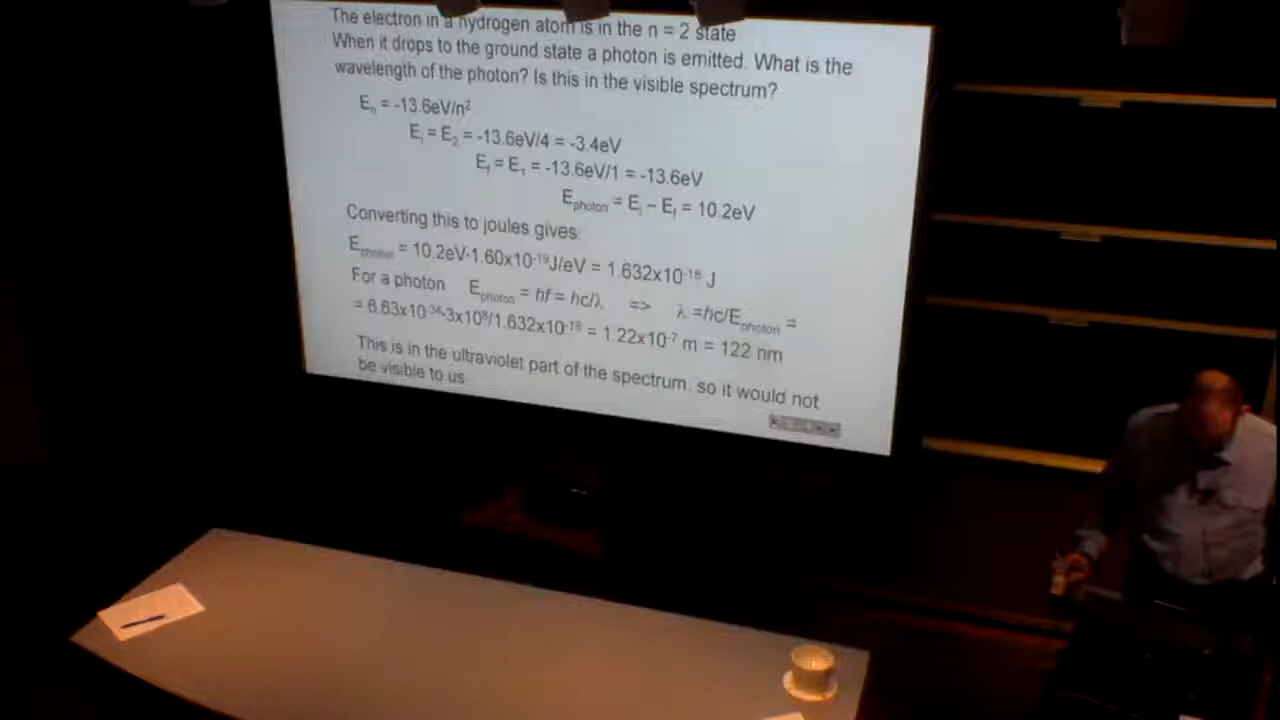 The electron in a hydrogen atom is in the n = 2 state
When it drops to the ground state a photon is emitted. What is the
wavelength of the photon? Is this in the visible spectrum?
Eₙ = -13.6eV/n²
Eᵢ = E₂ = -13.6eV/4 = -3.4eV
E_f = E₁ = -13.6eV/1 = -13.6eV
E_photon = Eᵢ – E_f = 10.2eV
Converting this to joules gives:
E_photon = 10.2eV·1.60x10⁻¹⁹J/eV = 1.632x10⁻¹⁸ J
For a photon E_photon = hf = hc/λ => λ =hc/E_photon =
= 6.63x10⁻³⁴·3x10⁸/1.632x10⁻¹⁸ = 1.22x10⁻⁷ m = 122 nm
This is in the ultraviolet part of the spectrum, so it would not
be visible to us